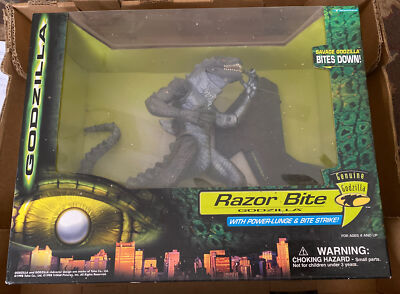 GODZILLA
SAVAGE GODZILLA
BITES DOWN!
Genuine
Godzilla
Razor Bite
GODZILLA
WITH POWER-LUNGE & BITE STRIKE!
FOR AGES 4 AND UP
WARNING:
CHOKING HAZARD - Small parts.
Not for children under 3 years.